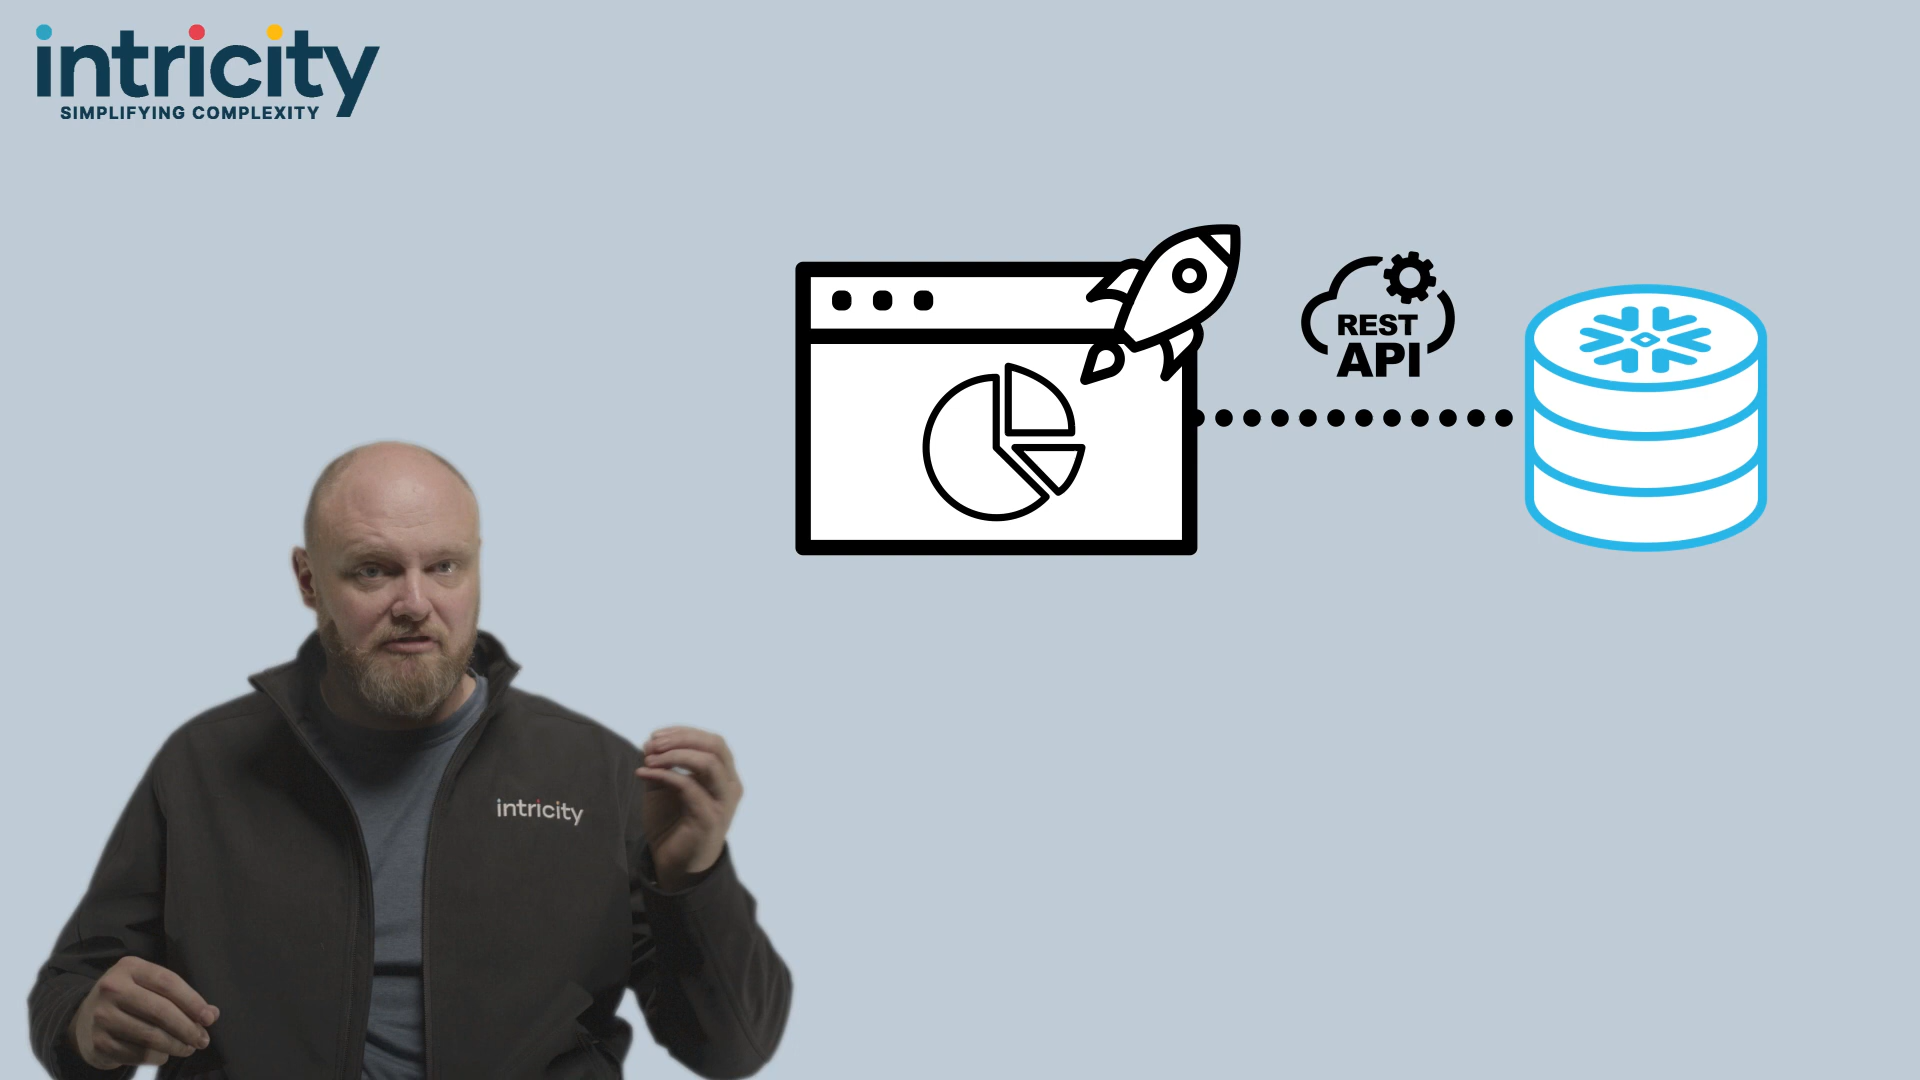 intricity
SIMPLIFYING COMPLEXITY
REST
API
intricity